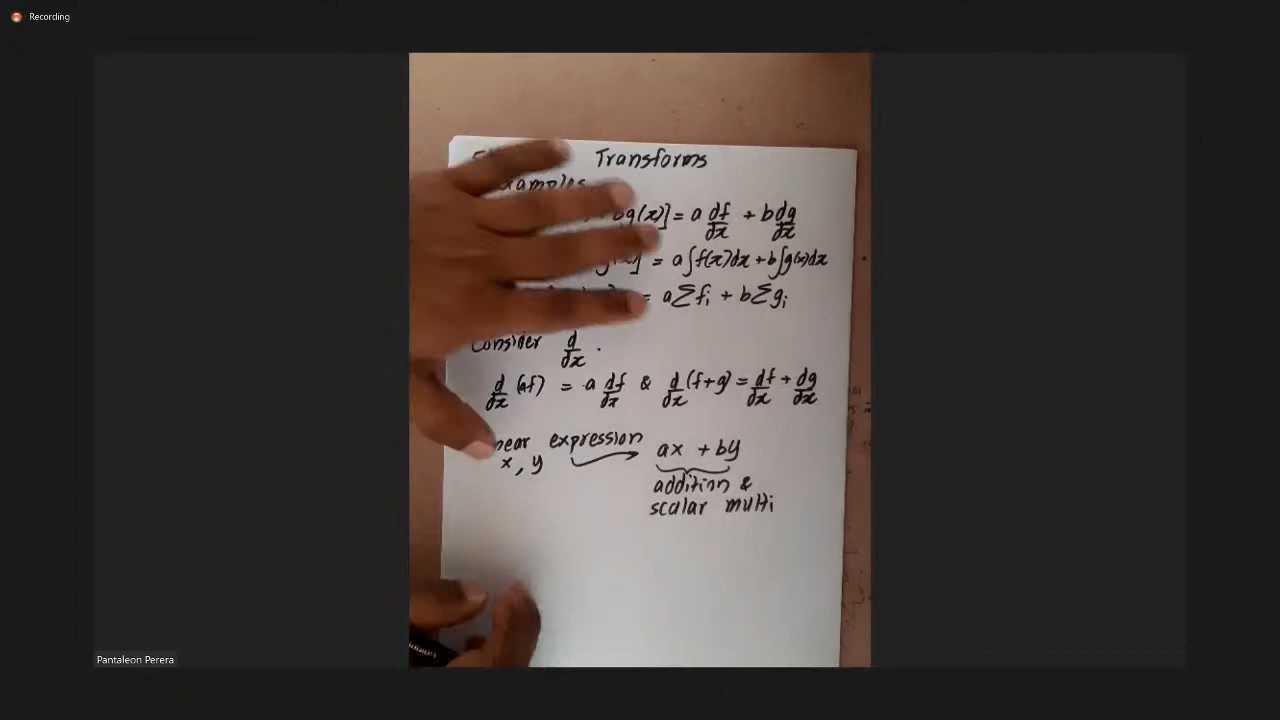 Recording
Transforms
g(x)] = a df/dx + b dg/dx
= a∫f(x)dx + b∫g(x)dx
= a∑fᵢ + b∑gᵢ
Consider d/dx .
d/dx (af) = a df/dx & d/dx (f+g) = df/dx + dg/dx
expression ax + by
x, y
addition &
scalar multi
Pantaleon Perera